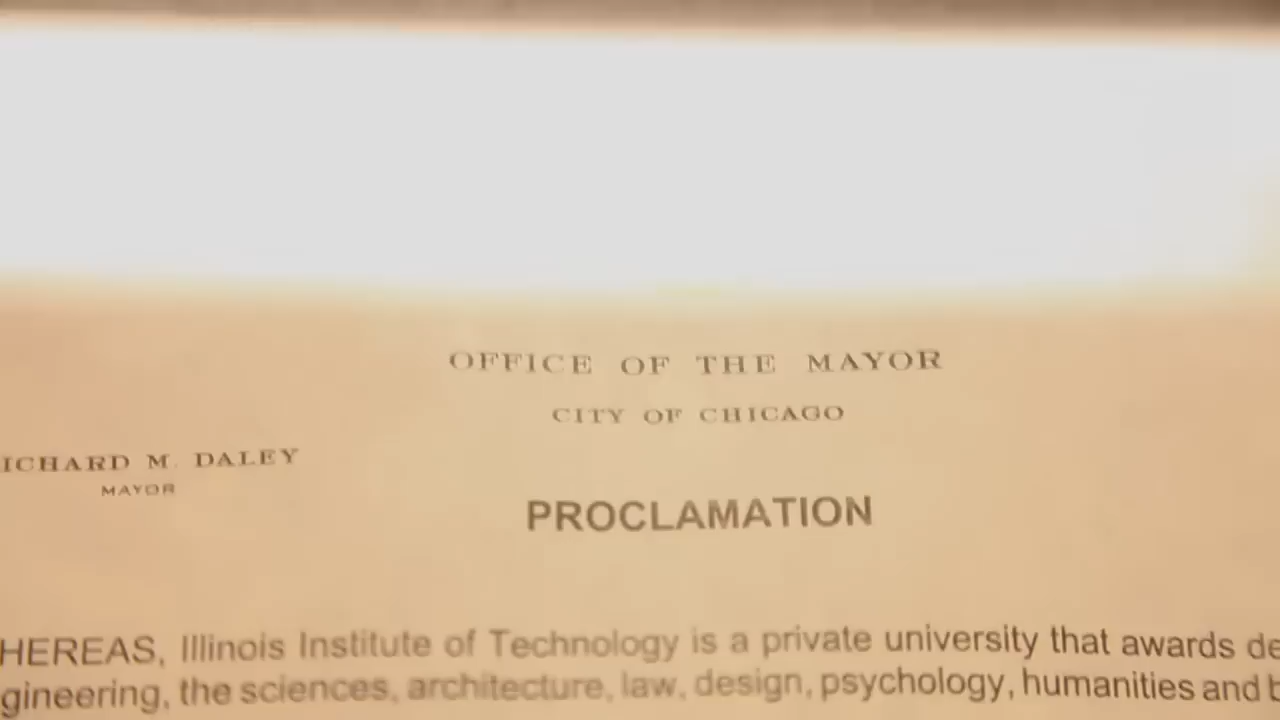 OFFICE OF THE MAYOR
CITY OF CHICAGO
ICHARD M. DALEY
MAYOR
PROCLAMATION
HEREAS, Illinois Institute of Technology is a private university that awards de
gineering, the sciences, architecture, law, design, psychology, humanities and b